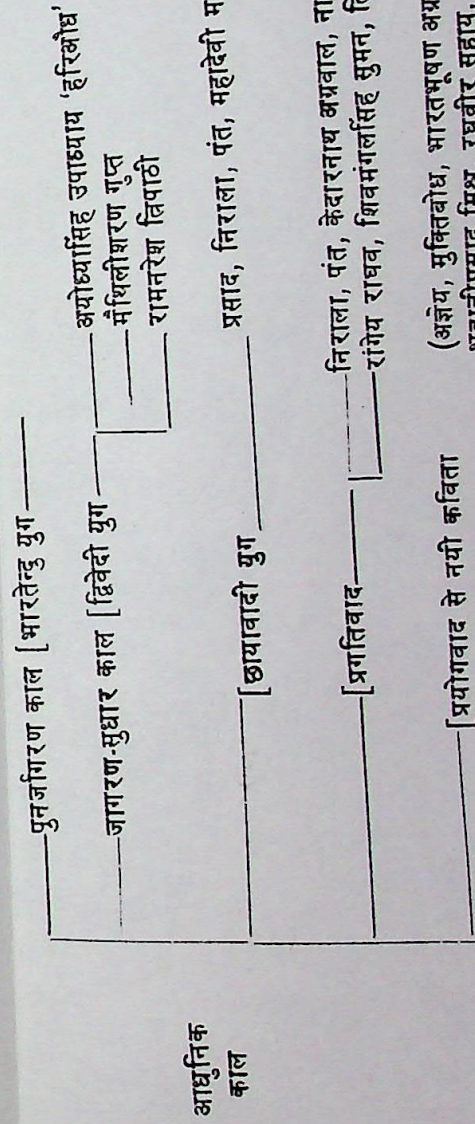 पुनर्जागरण काल [भारतेन्दु युग
जागरण-सुधार काल [द्विवेदी युग
अयोध्यासिंह उपाध्याय 'हरिऔध'
मैथिलीशरण गुप्त
रामनरेश त्रिपाठी
आधुनिक
काल
[छायावादी युग
प्रसाद, निराला, पंत, महादेवी
[प्रगतिवाद
निराला, पंत, केदारनाथ अग्रवाल,
रांगेय राघव, शिवमंगलसिंह सुमन,
[प्रयोगवाद से नयी कविता
(अज्ञेय, मुक्तिबोध, भारतभूषण